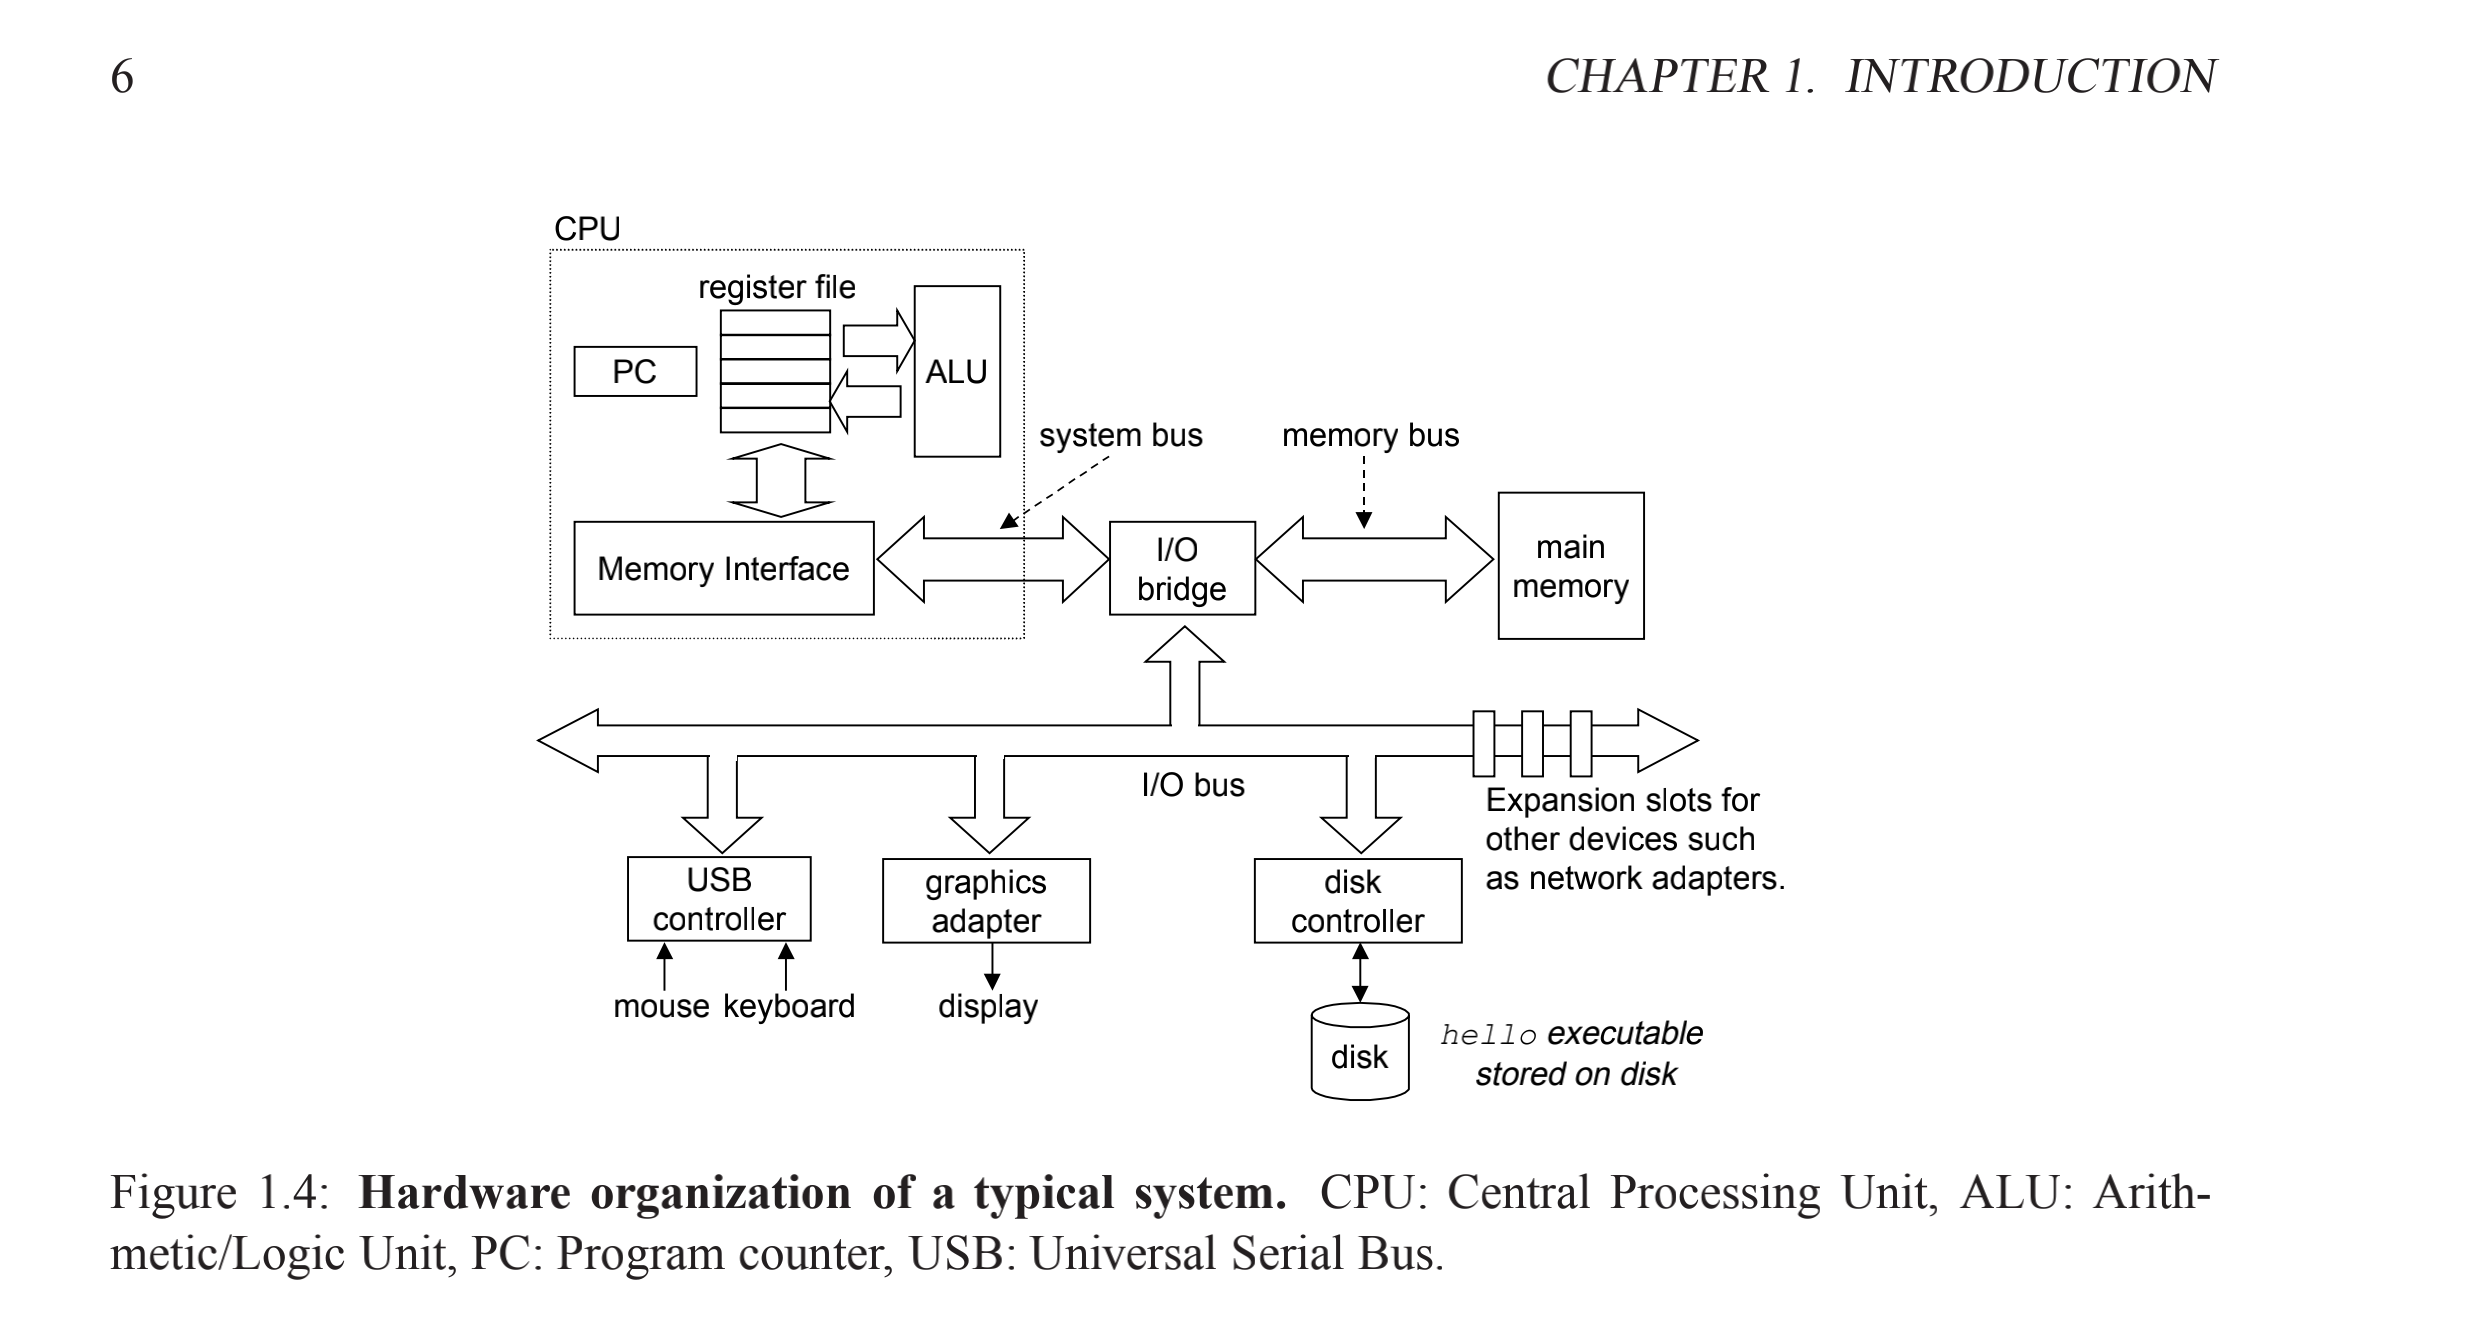 6
CHAPTER 1. INTRODUCTION
CPU
register file
PC
ALU
system bus
memory bus
Memory Interface
I/O
bridge
main
memory
I/O bus
Expansion slots for
other devices such
as network adapters.
USB
controller
graphics
adapter
disk
controller
mouse
keyboard
display
disk
hello executable
stored on disk
Figure 1.4: Hardware organization of a typical system. CPU: Central Processing Unit, ALU: Arith-
metic/Logic Unit, PC: Program counter, USB: Universal Serial Bus.